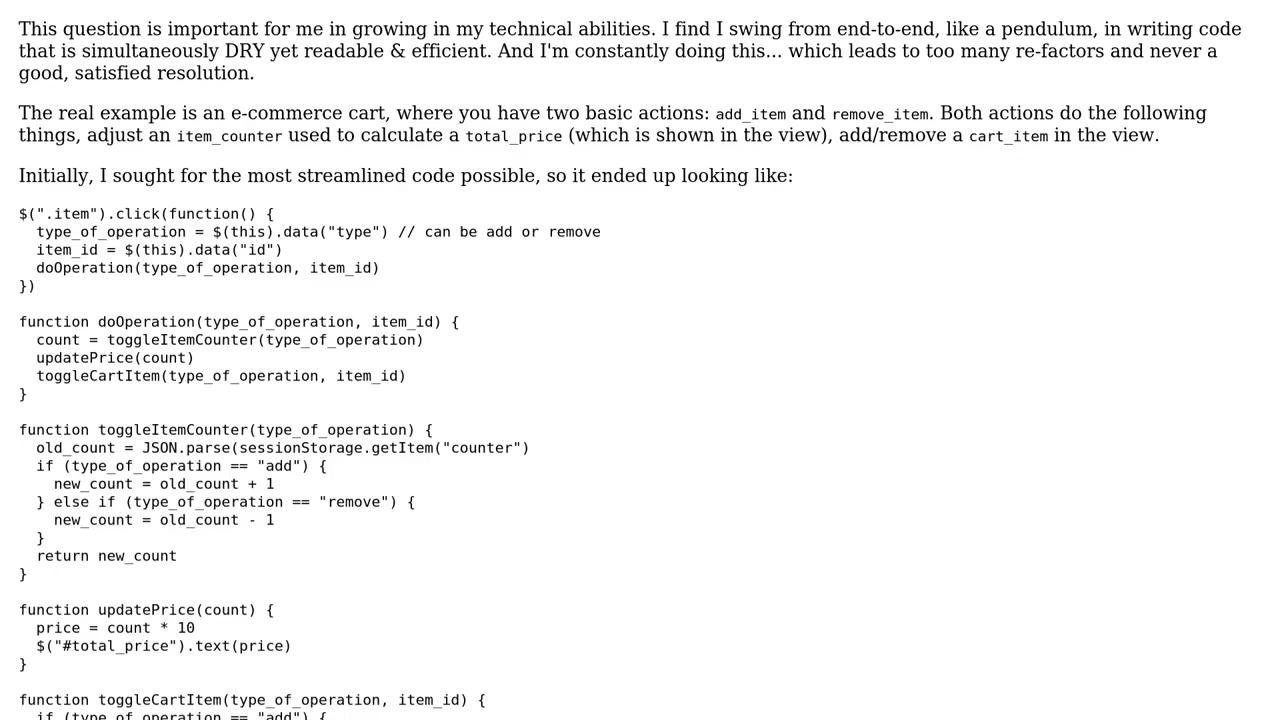 This question is important for me in growing in my technical abilities. I find I swing from end-to-end, like a pendulum, in writing code
that is simultaneously DRY yet readable & efficient. And I'm constantly doing this... which leads to too many re-factors and never a
good, satisfied resolution.
The real example is an e-commerce cart, where you have two basic actions: add_item and remove_item. Both actions do the following
things, adjust an item_counter used to calculate a total_price (which is shown in the view), add/remove a cart_item in the view.
Initially, I sought for the most streamlined code possible, so it ended up looking like:
$(".item").click(function() {
  type_of_operation = $(this).data("type") // can be add or remove
  item_id = $(this).data("id")
  doOperation(type_of_operation, item_id)
})
function doOperation(type_of_operation, item_id) {
  count = toggleItemCounter(type_of_operation)
  updatePrice(count)
  toggleCartItem(type_of_operation, item_id)
}
function toggleItemCounter(type_of_operation) {
  old_count = JSON.parse(sessionStorage.getItem("counter")
  if (type_of_operation == "add") {
    new_count = old_count + 1
  } else if (type_of_operation == "remove") {
    new_count = old_count - 1
  }
  return new_count
}
function updatePrice(count) {
  price = count * 10
  $("#total_price").text(price)
}
function toggleCartItem(type_of_operation, item_id) {
  if (type_of_operation == "add") {